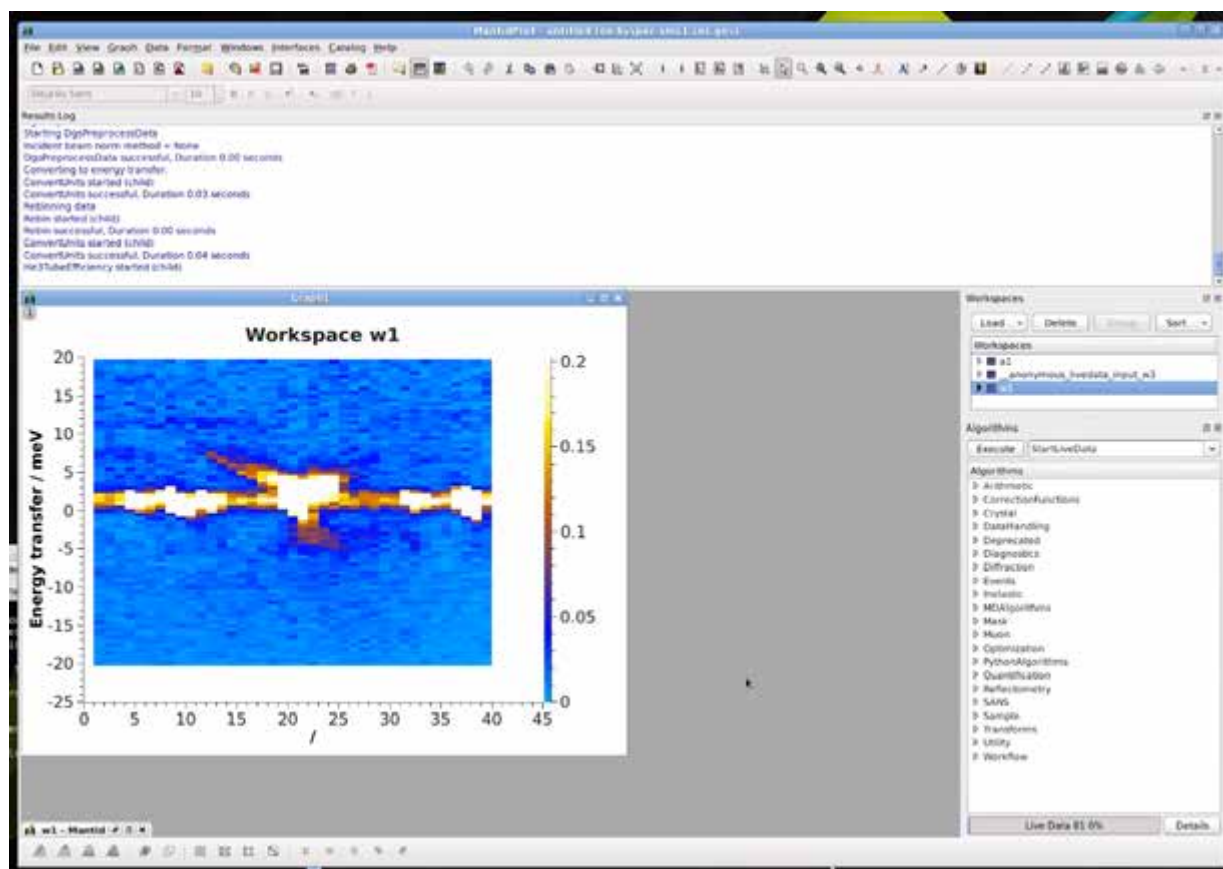 File Edit View Graph Data Format Windows Interfaces Catalog Help
Results Log
Starting DgsPreprocessData
Incident beam norm method = None
DgsPreprocessData successful, Duration 0.00 seconds
Converting to energy transfer.
ConvertUnits started (child)
ConvertUnits successful, Duration 0.03 seconds
Rebinning data
Rebin started (child)
Rebin successful, Duration 0.00 seconds
ConvertUnits started (child)
ConvertUnits successful, Duration 0.04 seconds
He3TubeEfficiency started (child)
Graph1
1
Workspace w1
Energy transfer / meV
20
15
10
5
0
-5
-10
-15
-20
-25
0 5 10 15 20 25 30 35 40 45
/
0.2
0.15
0.1
0.05
0
Workspaces
Load Delete Group Sort
Workspaces
a1
__anonymous_livedata_input_w1
w1
Algorithms
Execute StartLiveData
Algorithms
Arithmetic
CorrectionFunctions
Crystal
DataHandling
Deprecated
Diagnostics
Diffraction
Events
Inelastic
MDAlgorithms
Mask
Muon
Optimization
PythonAlgorithms
Quantification
Reflectometry
SANS
Sample
Transforms
Utility
Workflow
Live Data 81.6% Details
w1 - Mantid